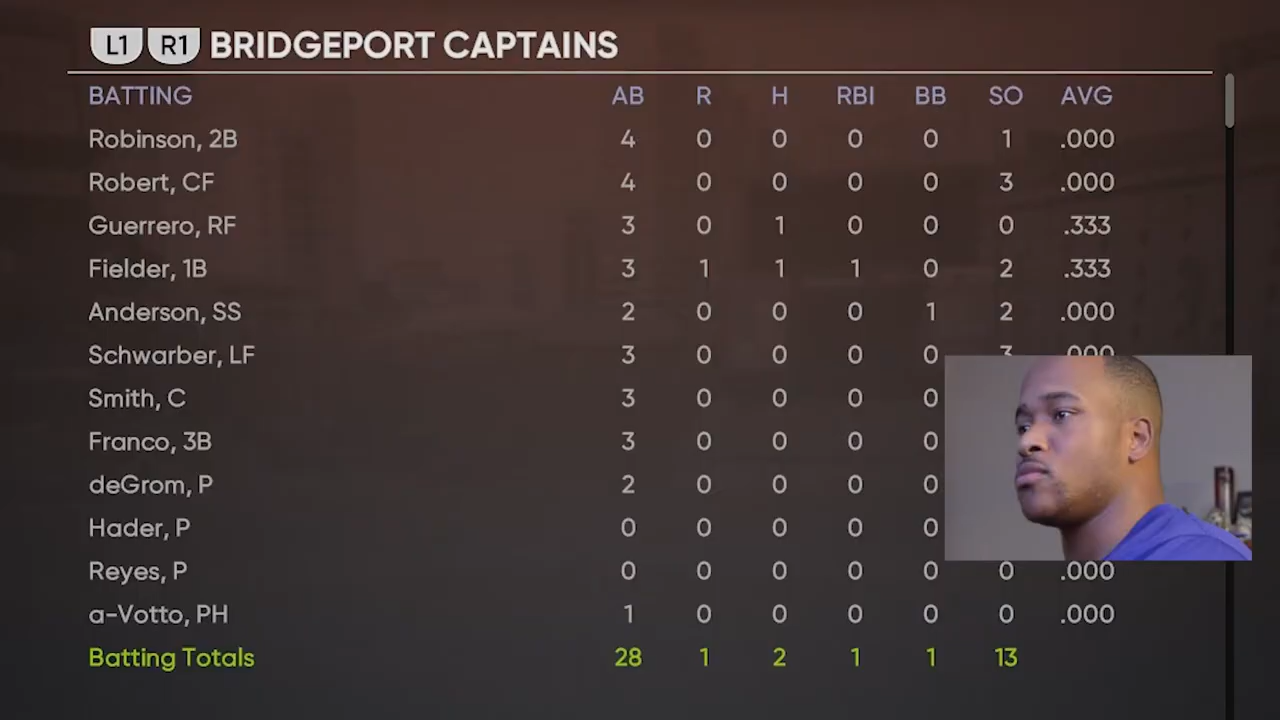 L1 R1 BRIDGEPORT CAPTAINS
BATTING AB R H RBI BB SO AVG
Robinson, 2B 4 0 0 0 0 1 .000
Robert, CF 4 0 0 0 0 3 .000
Guerrero, RF 3 0 1 0 0 0 .333
Fielder, 1B 3 1 1 1 0 2 .333
Anderson, SS 2 0 0 0 1 2 .000
Schwarber, LF 3 0 0 0 0 3 .000
Smith, C 3 0 0 0 0
Franco, 3B 3 0 0 0 0
deGrom, P 2 0 0 0 0
Hader, P 0 0 0 0 0
Reyes, P 0 0 0 0 0 0 .000
a-Votto, PH 1 0 0 0 0 0 .000
Batting Totals 28 1 2 1 1 13